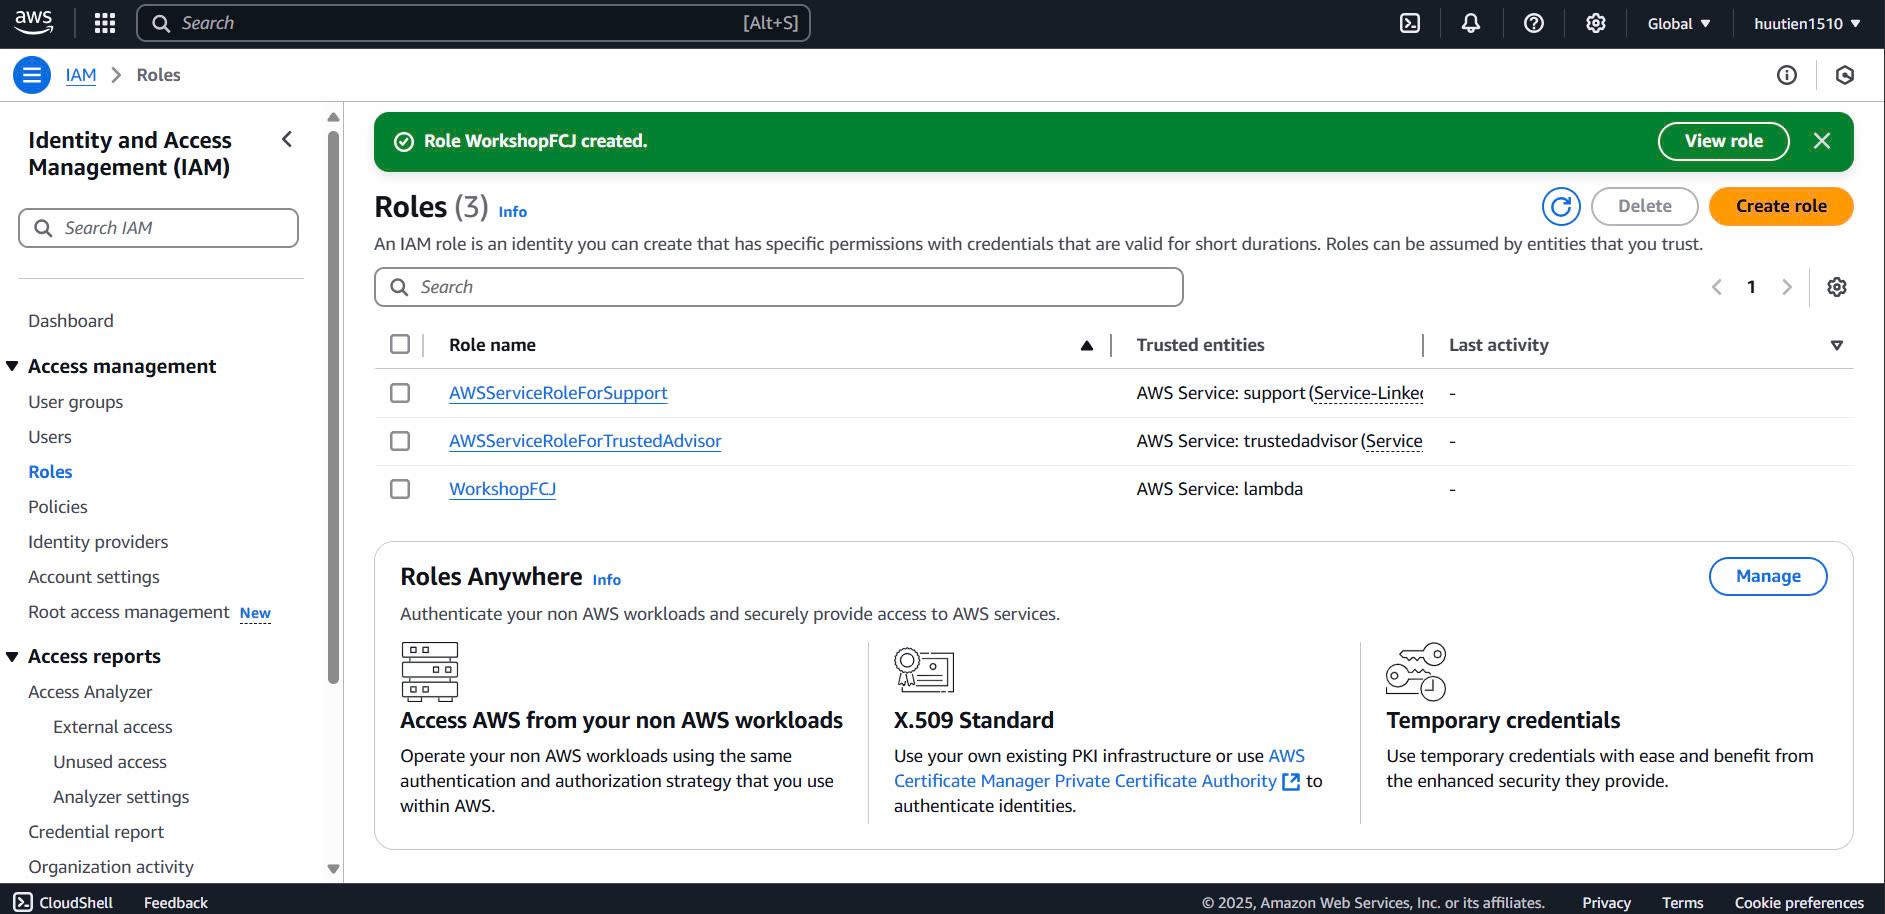 aws
Search
[Alt+S]
Global
huutien1510
IAM
Roles
Identity and Access
Management (IAM)
Search IAM
Dashboard
Access management
User groups
Users
Roles
Policies
Identity providers
Account settings
Root access management New
Access reports
Access Analyzer
External access
Unused access
Analyzer settings
Credential report
Organization activity
Role WorkshopFCJ created.
View role
Roles (3) Info
Delete
Create role
An IAM role is an identity you can create that has specific permissions with credentials that are valid for short durations. Roles can be assumed by entities that you trust.
Search
1
Role name
Trusted entities
Last activity
AWSServiceRoleForSupport
AWS Service: support (Service-Linked
-
AWSServiceRoleForTrustedAdvisor
AWS Service: trustedadvisor (Service
-
WorkshopFCJ
AWS Service: lambda
-
Roles Anywhere Info
Manage
Authenticate your non AWS workloads and securely provide access to AWS services.
Access AWS from your non AWS workloads
Operate your non AWS workloads using the same
authentication and authorization strategy that you use
within AWS.
X.509 Standard
Use your own existing PKI infrastructure or use AWS
Certificate Manager Private Certificate Authority to
authenticate identities.
Temporary credentials
Use temporary credentials with ease and benefit from
the enhanced security they provide.
CloudShell
Feedback
© 2025, Amazon Web Services, Inc. or its affiliates.
Privacy
Terms
Cookie preferences